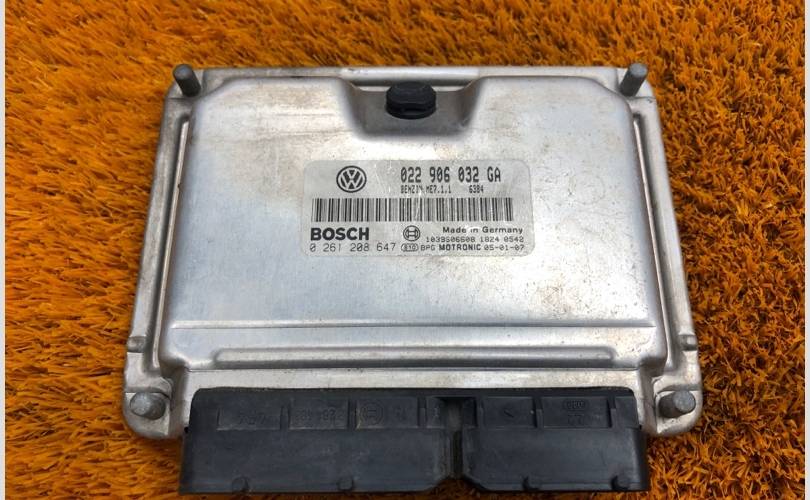 022 906 032 GA
BENZIN ME7.1.1 6384
BOSCH Made in Germany
1039S06608 1824 0542
0 261 208 647 BPG MOTRONIC 05-01-07